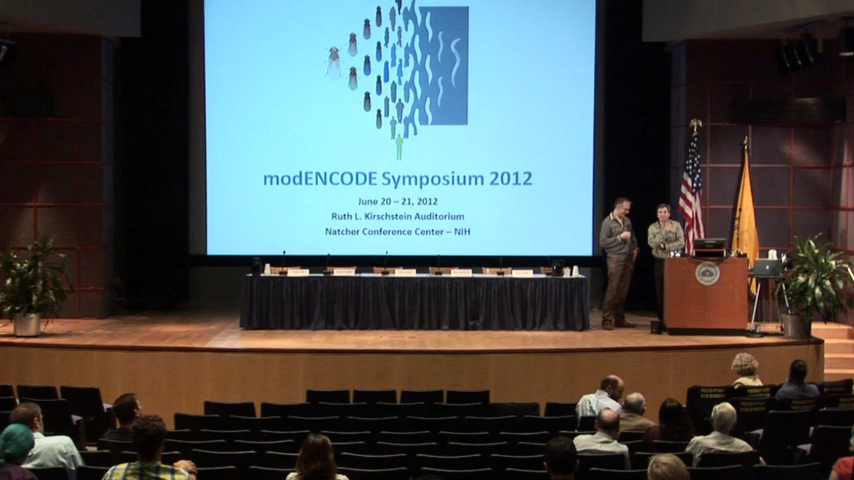 modENCODE Symposium 2012
June 20 – 21, 2012
Ruth L. Kirschstein Auditorium
Natcher Conference Center – NIH